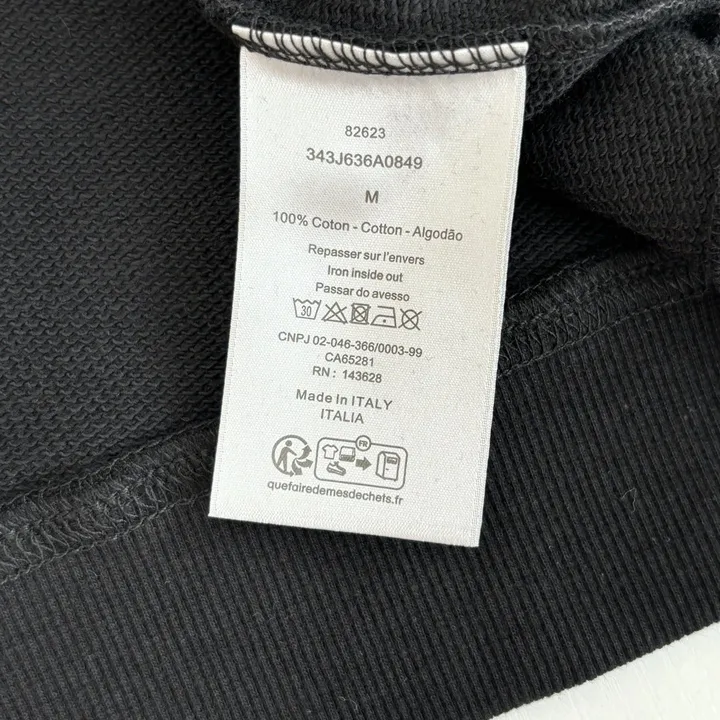 82623
343J636A0849
M
100% Coton - Cotton - Algodão
Repasser sur l'envers
Iron inside out
Passar do avesso
30
CNPJ 02-046-366/0003-99
CA65281
RN : 143628
Made In ITALY
ITALIA
FR
quefairedemesdechets.fr